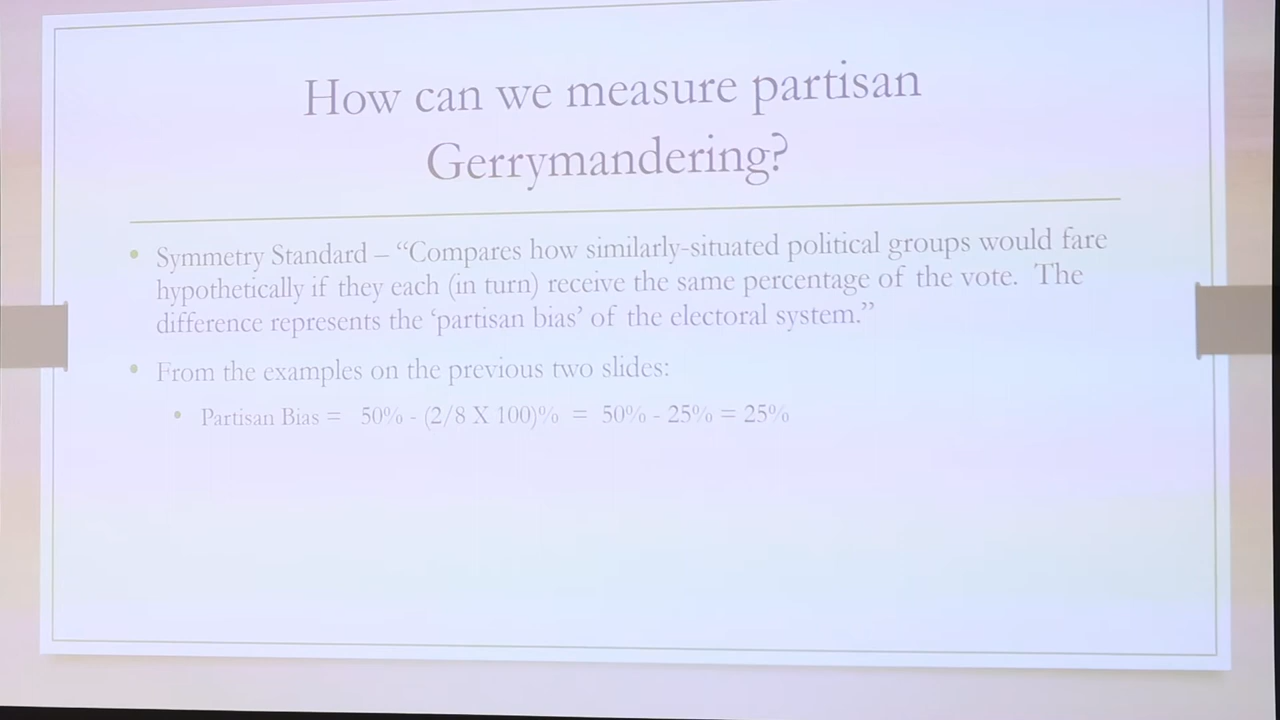 How can we measure partisan
Gerrymandering?
• Symmetry Standard – “Compares how similarly-situated political groups would fare
hypothetically if they each (in turn) receive the same percentage of the vote.  The
difference represents the ‘partisan bias’ of the electoral system.”
• From the examples on the previous two slides:
• Partisan Bias =   50% - (2/8 X 100)%  =  50% - 25% = 25%